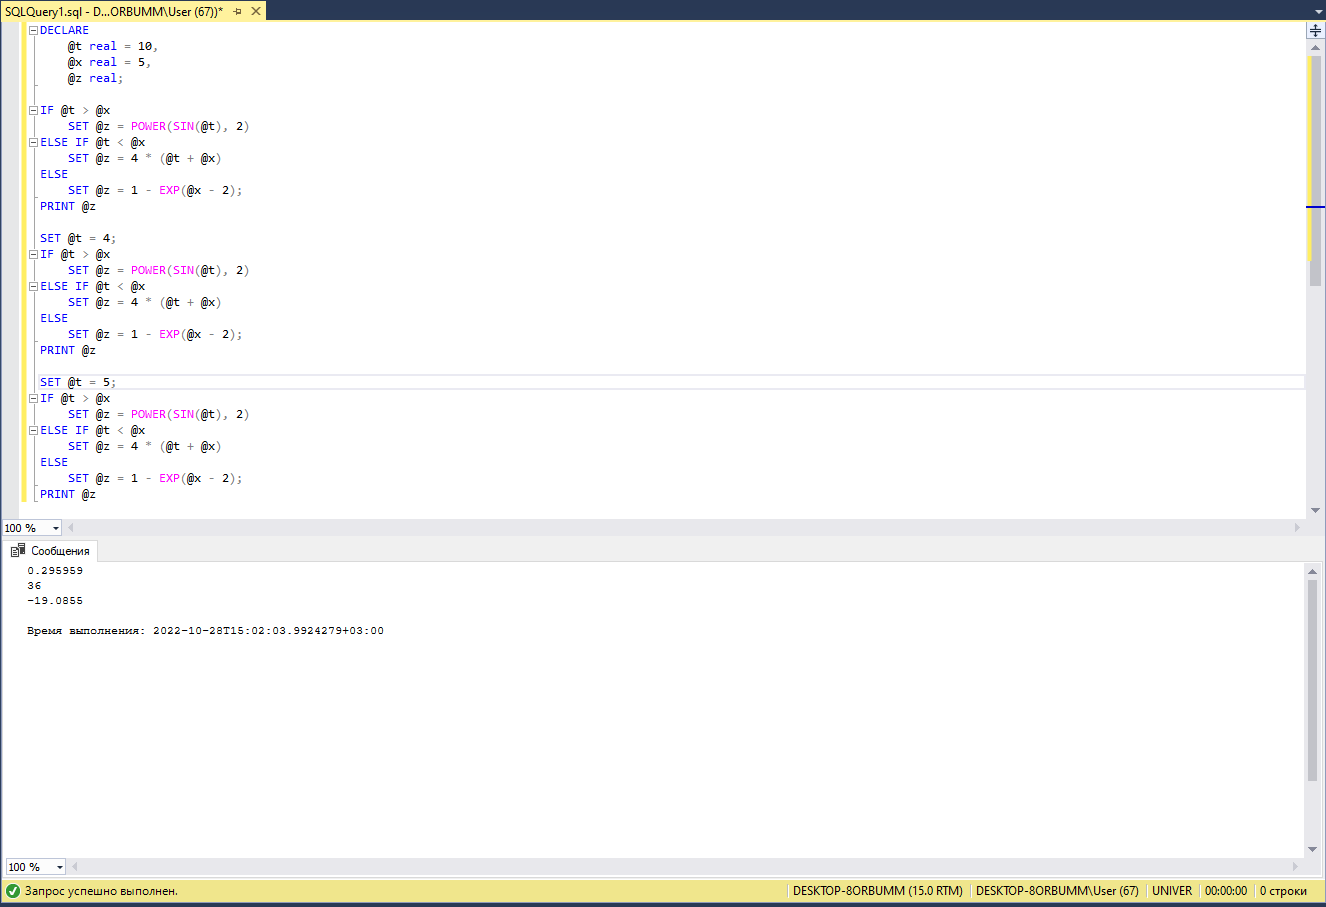 SQLQuery1.sql - D...ORBUMM\User (67))*
DECLARE
@t real = 10,
@x real = 5,
@z real;
IF @t > @x
SET @z = POWER(SIN(@t), 2)
ELSE IF @t < @x
SET @z = 4 * (@t + @x)
ELSE
SET @z = 1 - EXP(@x - 2);
PRINT @z
SET @t = 4;
IF @t > @x
SET @z = POWER(SIN(@t), 2)
ELSE IF @t < @x
SET @z = 4 * (@t + @x)
ELSE
SET @z = 1 - EXP(@x - 2);
PRINT @z
SET @t = 5;
IF @t > @x
SET @z = POWER(SIN(@t), 2)
ELSE IF @t < @x
SET @z = 4 * (@t + @x)
ELSE
SET @z = 1 - EXP(@x - 2);
PRINT @z
100 %
Сообщения
0.295959
36
-19.0855
Время выполнения: 2022-10-28T15:02:03.9924279+03:00
100 %
Запрос успешно выполнен. DESKTOP-8ORBUMM (15.0 RTM) DESKTOP-8ORBUMM\User (67) UNIVER 00:00:00 0 строки